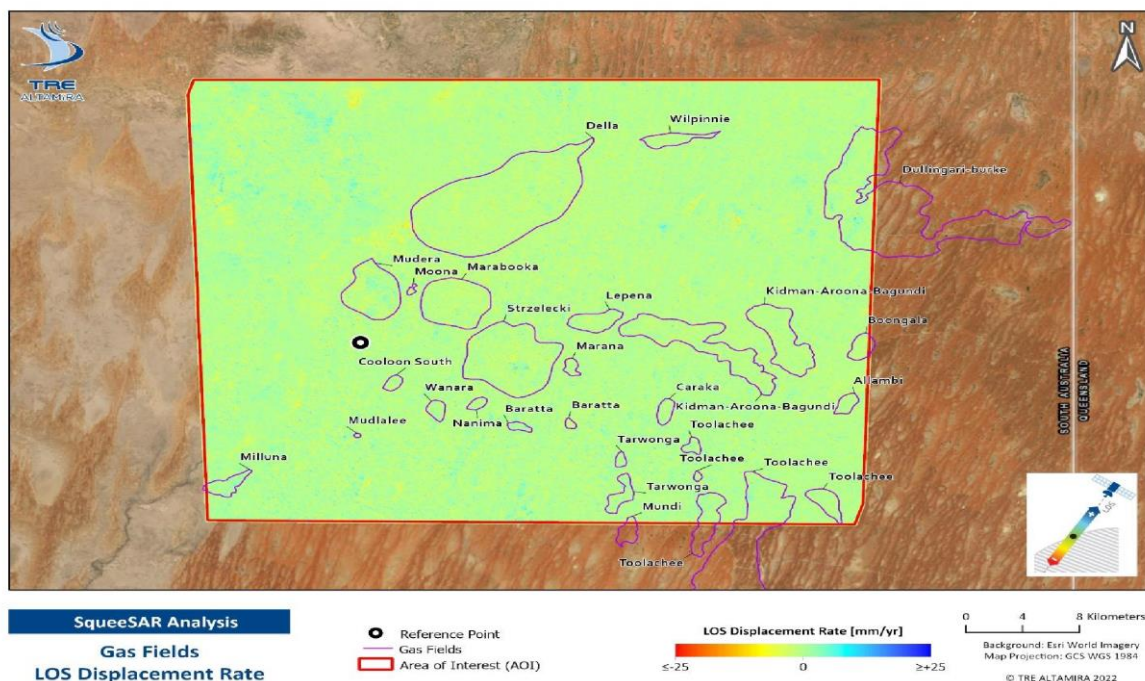 TRE
ALTAMIRA
N
Della
Wilpinnie
Dullingari-burke
Mudera
Moona
Marabooka
Strzelecki
Lepena
Kidman-Aroona-Bagundi
Boongala
Cooloon South
Marana
Wanara
Caraka
Allambi
Mudlalee
Nanima
Baratta
Baratta
Kidman-Aroona-Bagundi
Toolachee
Tarwonga
Milluna
Toolachee
Toolachee
Toolachee
Tarwonga
Mundi
Toolachee
SOUTH AUSTRALIA
QUEENSLAND
LOS
SqueeSAR Analysis
Gas Fields
LOS Displacement Rate
Reference Point
Gas Fields
Area of Interest (AOI)
LOS Displacement Rate [mm/yr]
≤-25 0 ≥+25
0 4 8 Kilometers
Background: Esri World Imagery
Map Projection: GCS WGS 1984
© TRE ALTAMIRA 2022